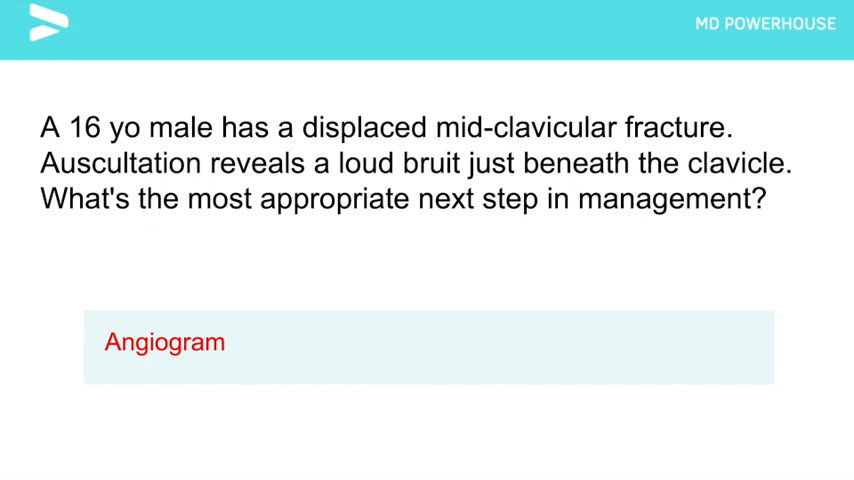 MD POWERHOUSE
A 16 yo male has a displaced mid-clavicular fracture.
Auscultation reveals a loud bruit just beneath the clavicle.
What's the most appropriate next step in management?
Angiogram